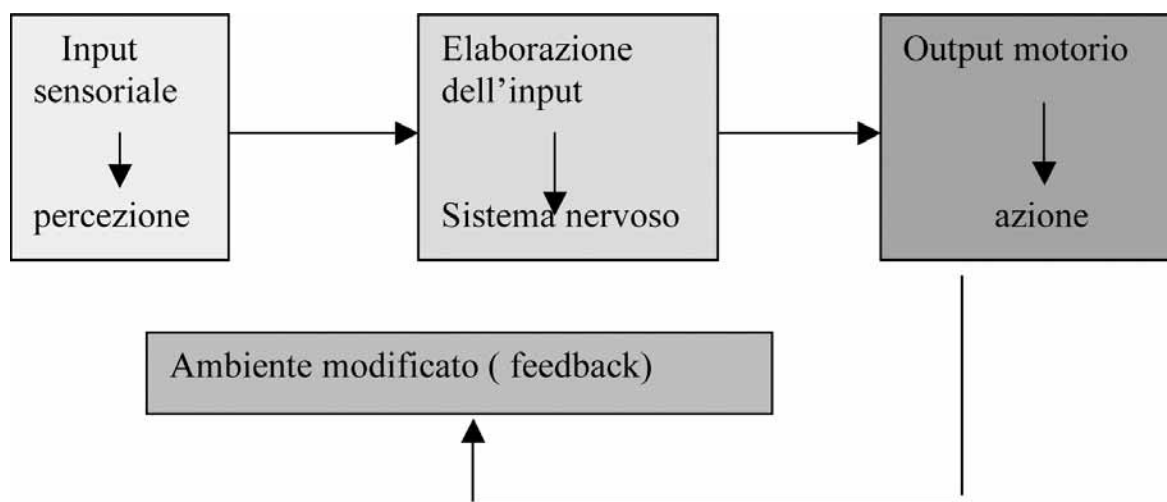 Input
sensoriale
percezione
Elaborazione
dell'input
Sistema nervoso
Output motorio
azione
Ambiente modificato ( feedback)